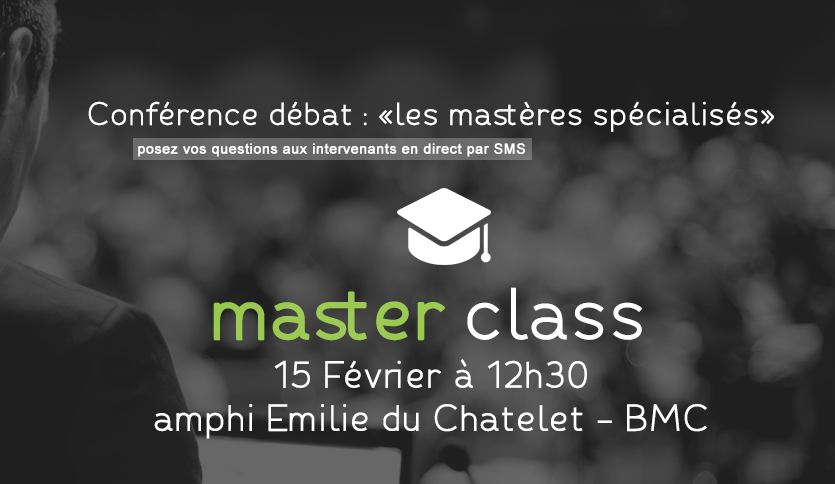 Conférence débat : «les mastères spécialisés»
posez vos questions aux intervenants en direct par SMS
master class
15 Février à 12h30
amphi Emilie du Chatelet - BMC